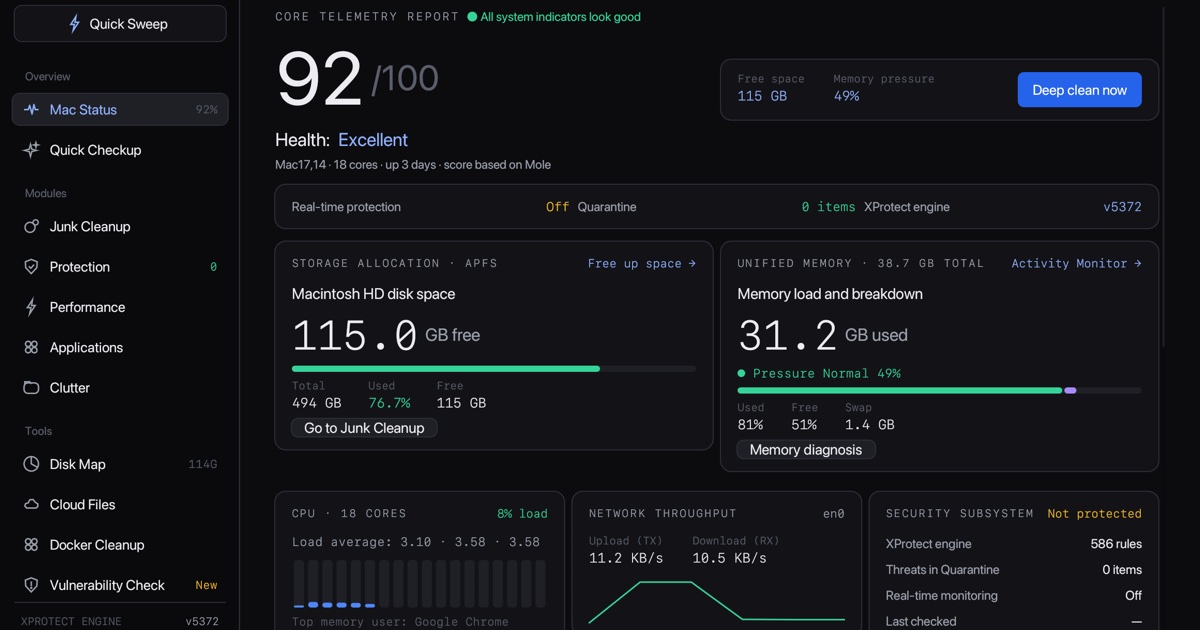 Quick Sweep
Overview
Mac Status 92%
Quick Checkup
Modules
Junk Cleanup
Protection 0
Performance
Applications
Clutter
Tools
Disk Map 114G
Cloud Files
Docker Cleanup
Vulnerability Check New
XPROTECT ENGINE v5372
CORE TELEMETRY REPORT All system indicators look good
92 /100
Free space Memory pressure
115 GB 49%
Deep clean now
Health: Excellent
Mac17,14 · 18 cores · up 3 days · score based on Mole
Real-time protection Off Quarantine 0 items XProtect engine v5372
STORAGE ALLOCATION · APFS Free up space →
Macintosh HD disk space
115.0 GB free
Total Used Free
494 GB 76.7% 115 GB
Go to Junk Cleanup
UNIFIED MEMORY · 38.7 GB TOTAL Activity Monitor →
Memory load and breakdown
31.2 GB used
Pressure Normal 49%
Used Free Swap
81% 51% 1.4 GB
Memory diagnosis
CPU · 18 CORES 8% load
Load average: 3.10 · 3.58 · 3.58
Top memory user: Google Chrome
NETWORK THROUGHPUT en0
Upload (TX) Download (RX)
11.2 KB/s 10.5 KB/s
SECURITY SUBSYSTEM Not protected
XProtect engine 586 rules
Threats in Quarantine 0 items
Real-time monitoring Off
Last checked —